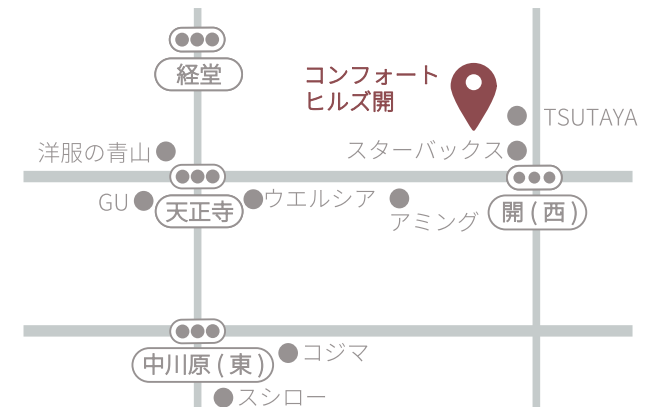 経堂
コンフォート
ヒルズ開
TSUTAYA
洋服の青山
スターバックス
GU
天正寺
ウエルシア
アミング
開(西)
中川原(東)
コジマ
スシロー